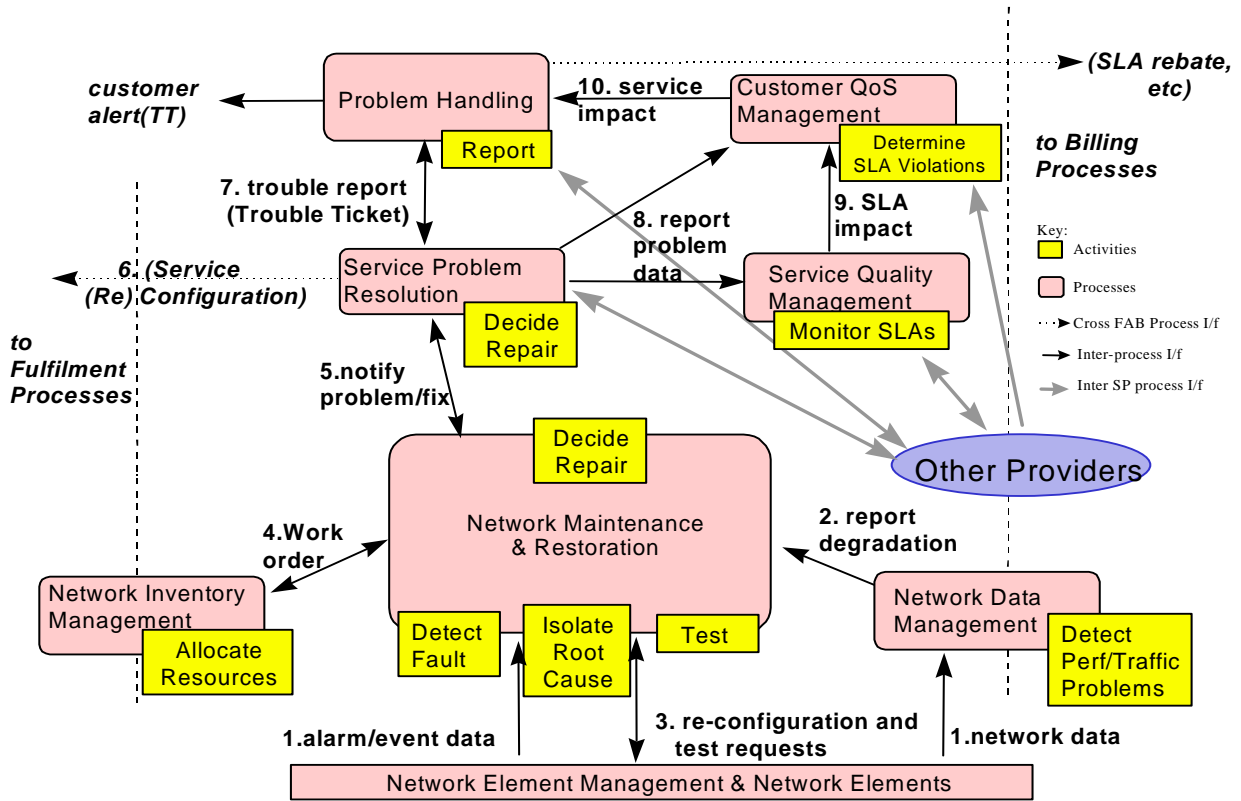 (SLA rebate,
etc)
customer
alert(TT)
Problem Handling
Report
10. service
impact
Customer QoS
Management
Determine
SLA Violations
to Billing
Processes
7. trouble report
(Trouble Ticket)
8. report
problem
data
9. SLA
impact
Key:
Activities
Processes
Cross FAB Process I/f
Inter-process I/f
Inter SP process I/f
6. (Service
(Re) Configuration)
Service Problem
Resolution
Decide
Repair
Service Quality
Management
Monitor SLAs
to
Fulfilment
Processes
5.notify
problem/fix
Decide
Repair
Other Providers
Network Maintenance
& Restoration
4.Work
order
2. report
degradation
Network Inventory
Management
Allocate
Resources
Detect
Fault
Isolate
Root
Cause
Test
Network Data
Management
Detect
Perf/Traffic
Problems
1.alarm/event data
3. re-configuration and
test requests
1.network data
Network Element Management & Network Elements